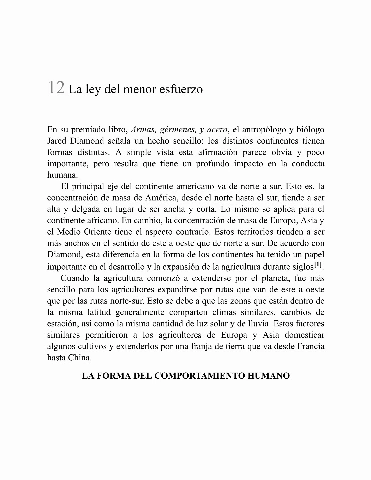 12 La ley del menor esfuerzo
En su premiado libro, Armas, gérmenes, y acero, el antropólogo y biólogo
Jared Diamond señala un hecho sencillo: los distintos continentes tienen
formas distintas. A simple vista esta afirmación parece obvia y poco
importante, pero resulta que tiene un profundo impacto en la conducta
humana.
El principal eje del continente americano va de norte a sur. Esto es, la
concentración de masa de América, desde el norte hasta el sur, tiende a ser
alta y delgada en lugar de ser ancha y corta. Lo mismo se aplica para el
continente africano. En cambio, la concentración de masa de Europa, Asia y
el Medio Oriente tiene el aspecto contrario. Estos territorios tienden a ser
más anchos en el sentido de este a oeste que de norte a sur. De acuerdo con
Diamond, esta diferencia en la forma de los continentes ha tenido un papel
importante en el desarrollo y la expansión de la agricultura durante siglos[1].
Cuando la agricultura comenzó a extenderse por el planeta, fue más
sencillo para los agricultores expandirse por rutas que van de este a oeste
que por las rutas norte-sur. Esto se debe a que las zonas que están dentro de
la misma latitud generalmente comparten climas similares, cambios de
estación, así como la misma cantidad de luz solar y de lluvia. Estos factores
similares permitieron a los agricultores de Europa y Asia domesticar
algunos cultivos y extenderlos por una franja de tierra que va desde Francia
hasta China.
LA FORMA DEL COMPORTAMIENTO HUMANO